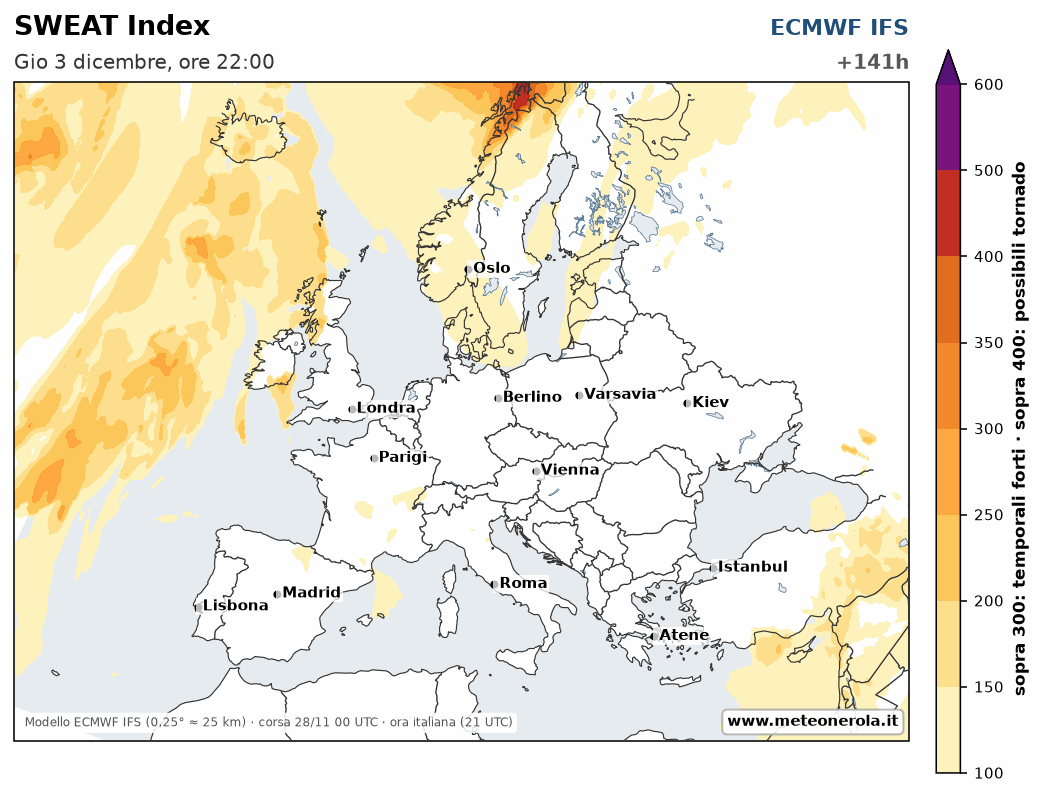 SWEAT Index
ECMWF IFS
Gio 3 dicembre, ore 22:00
+141h
Oslo
Berlino
Varsavia
Kiev
Londra
Parigi
Vienna
Istanbul
Roma
Madrid
Lisbona
Atene
Modello ECMWF IFS (0,25° ≈ 25 km) · corsa 28/11 00 UTC · ora italiana (21 UTC)
www.meteonerola.it
600
500
400
350
300
250
200
150
100
sopra 300: temporali forti · sopra 400: possibili tornado